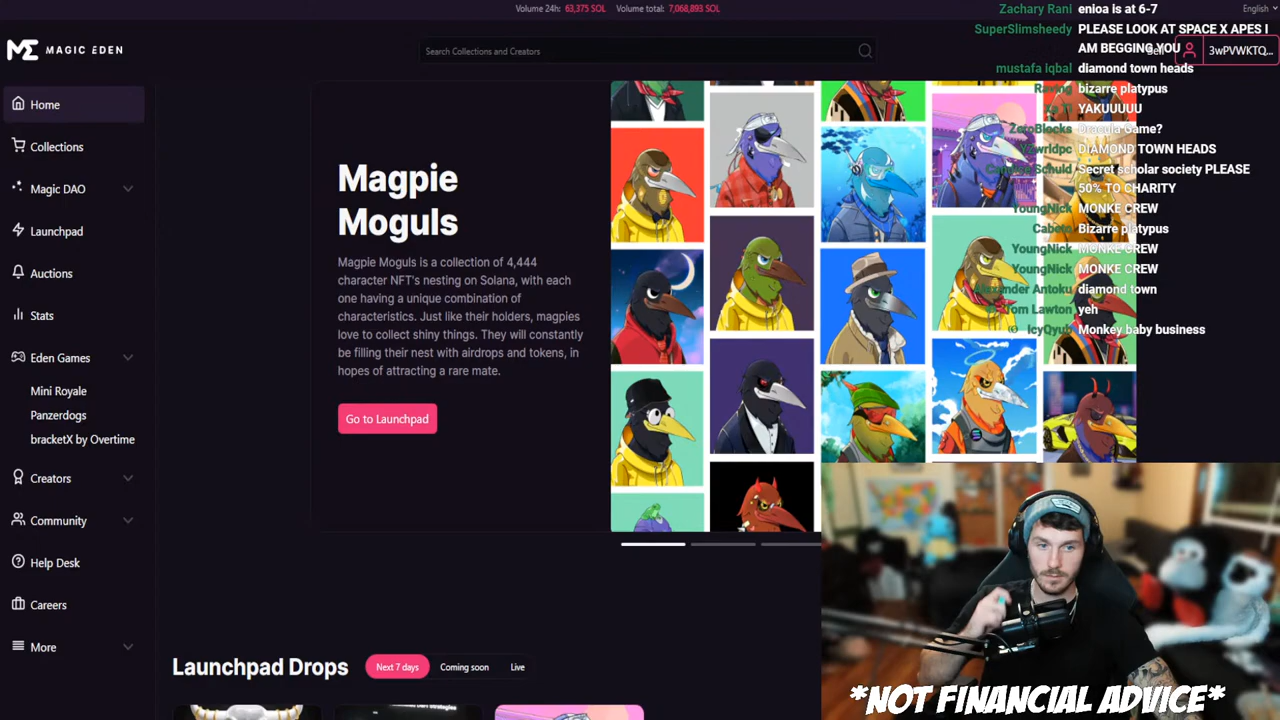 Volume 24h: 63,375 SOL Volume total: 7,068,893 SOL
English
MAGIC EDEN
Search Collections and Creators
Sell
3wPVWKTQ...
Home
Collections
Magic DAO
Launchpad
Auctions
Stats
Eden Games
Mini Royale
Panzerdogs
bracketX by Overtime
Creators
Community
Help Desk
Careers
More
Magpie
Moguls
Magpie Moguls is a collection of 4,444
character NFT's nesting on Solana, with each
one having a unique combination of
characteristics. Just like their holders, magpies
love to collect shiny things. They will constantly
be filling their nest with airdrops and tokens, in
hopes of attracting a rare mate.
Go to Launchpad
Launchpad Drops Next 7 days Coming soon Live
Zachary Rani enioa is at 6-7
SuperSlimsheedy PLEASE LOOK AT SPACE X APES I
AM BEGGING YOU
mustafa iqbal diamond town heads
bizarre platypus
YAKUUUUU
ZeroBlocks Dracula Game?
DIAMOND TOWN HEADS
Schuld Secret scholar society PLEASE
50% TO CHARITY
YoungNick MONKE CREW
Bizarre platypus
YoungNick MONKE CREW
YoungNick MONKE CREW
Alexander Antoku diamond town
Tom Lawton yeh
IcyQyub Monkey baby business
*NOT FINANCIAL ADVICE*